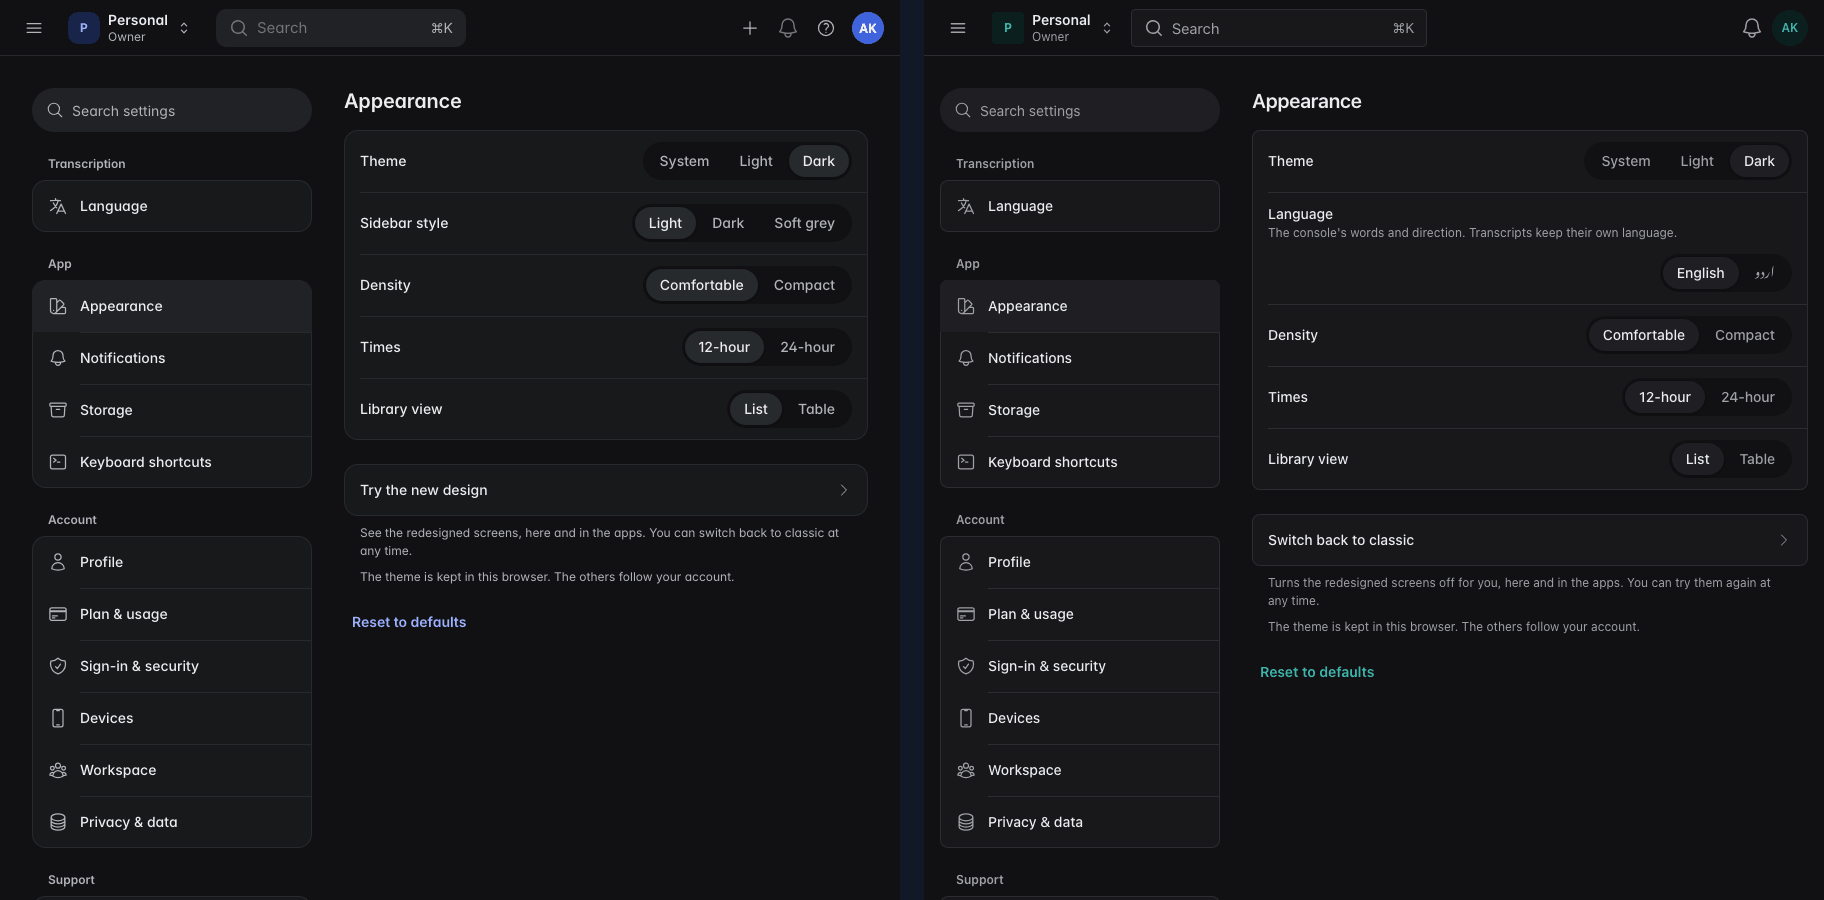 P
Personal
Owner
Search
⌘K
AK
Search settings
Transcription
Language
App
Appearance
Notifications
Storage
Keyboard shortcuts
Account
Profile
Plan & usage
Sign-in & security
Devices
Workspace
Privacy & data
Support
Appearance
Theme
System Light Dark
Sidebar style
Light Dark Soft grey
Density
Comfortable Compact
Times
12-hour 24-hour
Library view
List Table
Try the new design
See the redesigned screens, here and in the apps. You can switch back to classic at
any time.
The theme is kept in this browser. The others follow your account.
Reset to defaults
P
Personal
Owner
Search
⌘K
AK
Search settings
Transcription
Language
App
Appearance
Notifications
Storage
Keyboard shortcuts
Account
Profile
Plan & usage
Sign-in & security
Devices
Workspace
Privacy & data
Support
Appearance
Theme
System Light Dark
Language
The console's words and direction. Transcripts keep their own language.
English اردو
Density
Comfortable Compact
Times
12-hour 24-hour
Library view
List Table
Switch back to classic
Turns the redesigned screens off for you, here and in the apps. You can try them again at
any time.
The theme is kept in this browser. The others follow your account.
Reset to defaults